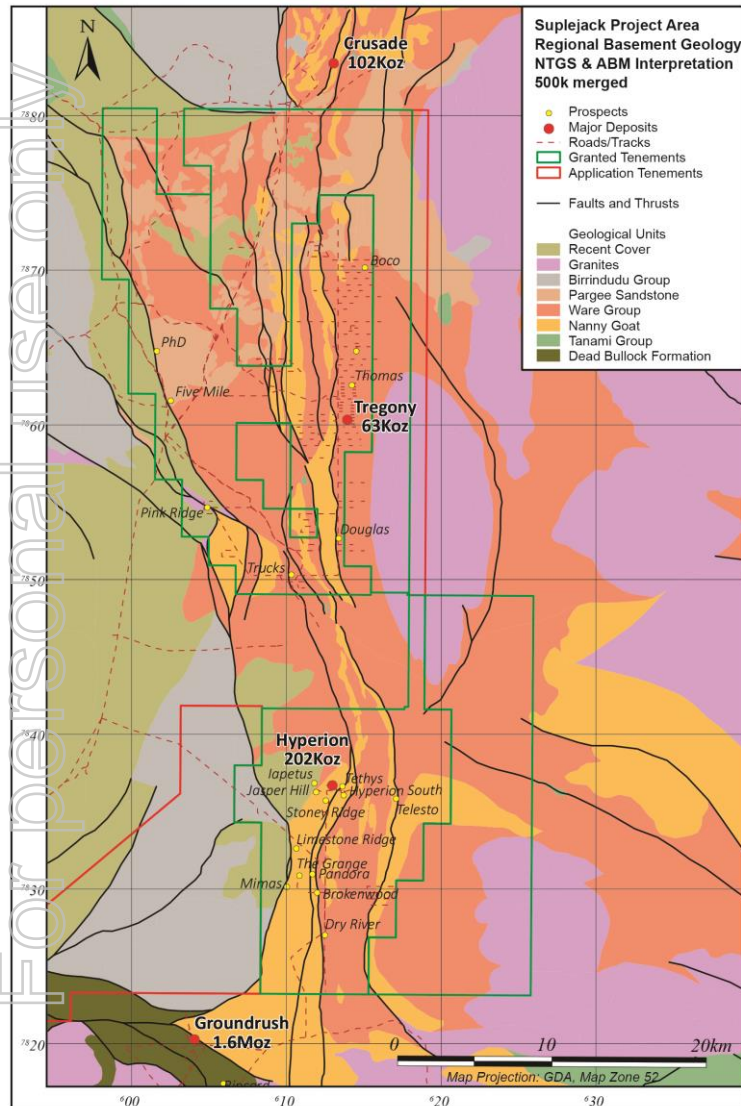 For personal use only
N
Suplejack Project Area
Regional Basement Geology
NTGS & ABM Interpretation
500k merged
Prospects
Major Deposits
Roads/Tracks
Granted Tenements
Application Tenements
Faults and Thrusts
Geological Units
Recent Cover
Granites
Birrindudu Group
Pargee Sandstone
Ware Group
Nanny Goat
Tanami Group
Dead Bullock Formation
Crusade
102Koz
⁷⁸80
⁷⁸70
Boco
PhD
Thomas
Five Mile
Tregony
63Koz
⁷⁸60
Pink Ridge
Douglas
Trucks
⁷⁸50
⁷⁸40
Hyperion
202Koz
Iapetus
Tethys
Jasper Hill
Hyperion South
Stoney Ridge
Telesto
Limestone Ridge
The Grange
Pandora
Mimas
⁷⁸30
Brokenwood
Dry River
Groundrush
1.6Moz
⁷⁸20
0
10
20km
Map Projection: GDA, Map Zone 52
⁶00
⁶10
⁶20
⁶30